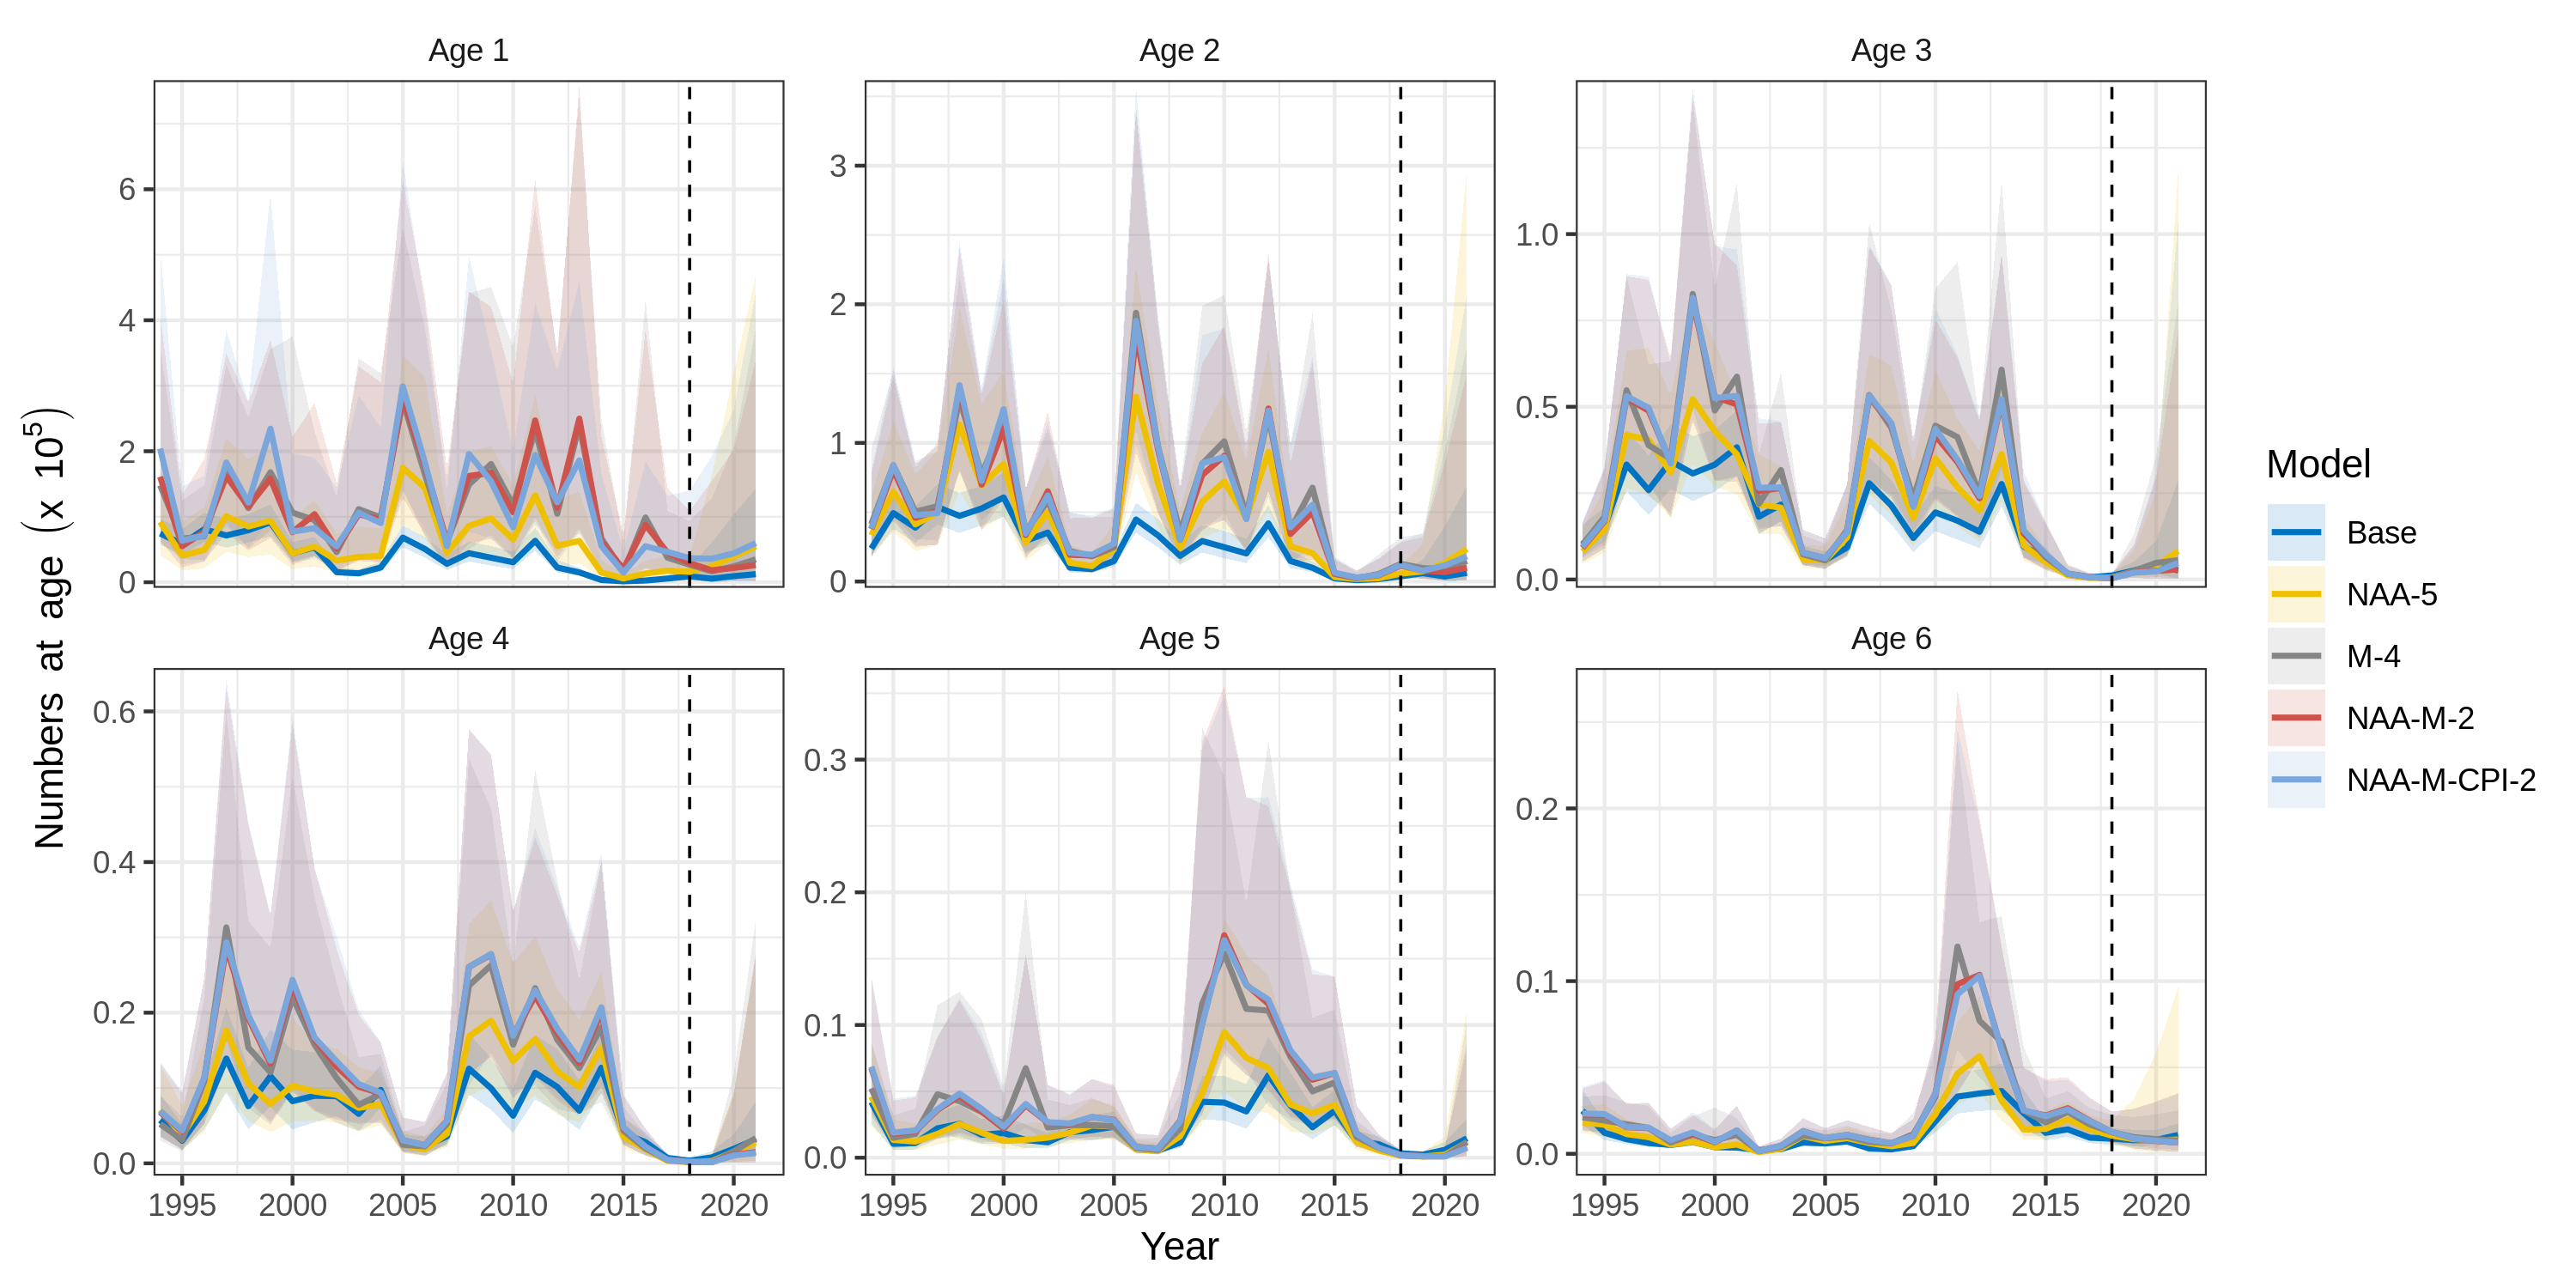 Age 1
Age 2
Age 3
6
4
2
0
3
2
1
0
1.0
0.5
0.0
Age 4
Age 5
Age 6
0.6
0.4
0.2
0.0
0.3
0.2
0.1
0.0
0.2
0.1
0.0
1995 2000 2005 2010 2015 2020
1995 2000 2005 2010 2015 2020
1995 2000 2005 2010 2015 2020
Numbers at age (x 10⁵)
Year
Model
Base
NAA-5
M-4
NAA-M-2
NAA-M-CPI-2